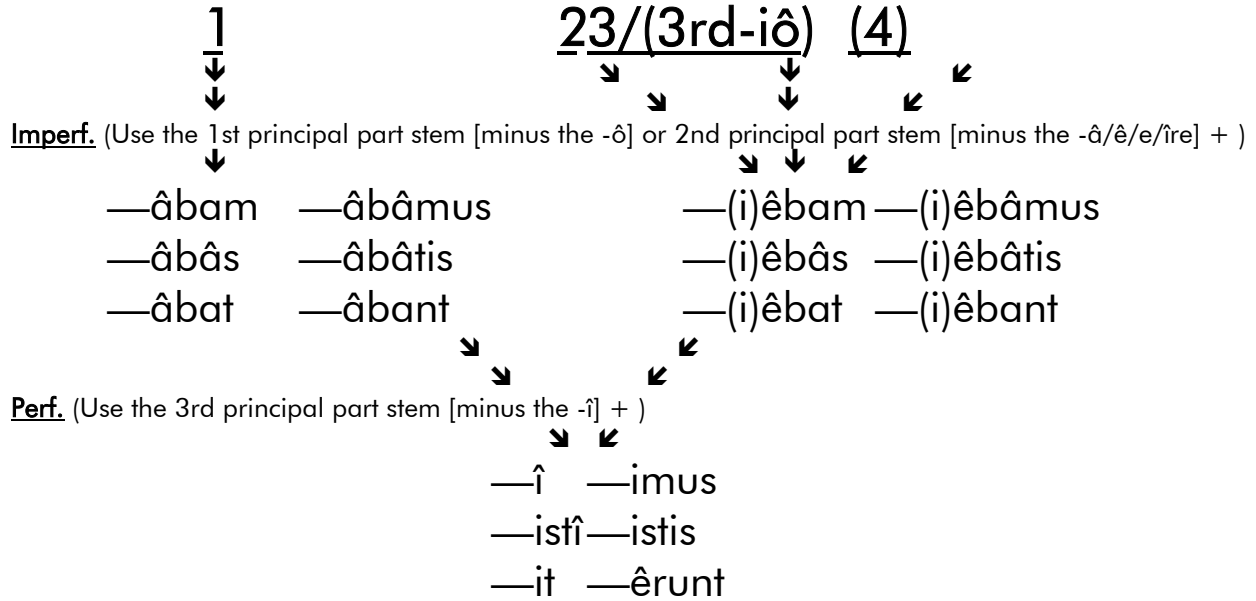 1 23/(3rd-iô) (4)
Imperf. (Use the 1st principal part stem [minus the -ô] or 2nd principal part stem [minus the -â/ê/e/îre] + )
—âbam —âbâmus —(i)êbam —(i)êbâmus
—âbâs —âbâtis —(i)êbâs —(i)êbâtis
—âbat —âbant —(i)êbat —(i)êbant
Perf. (Use the 3rd principal part stem [minus the -î] + )
—î —imus
—istî —istis
—it —êrunt